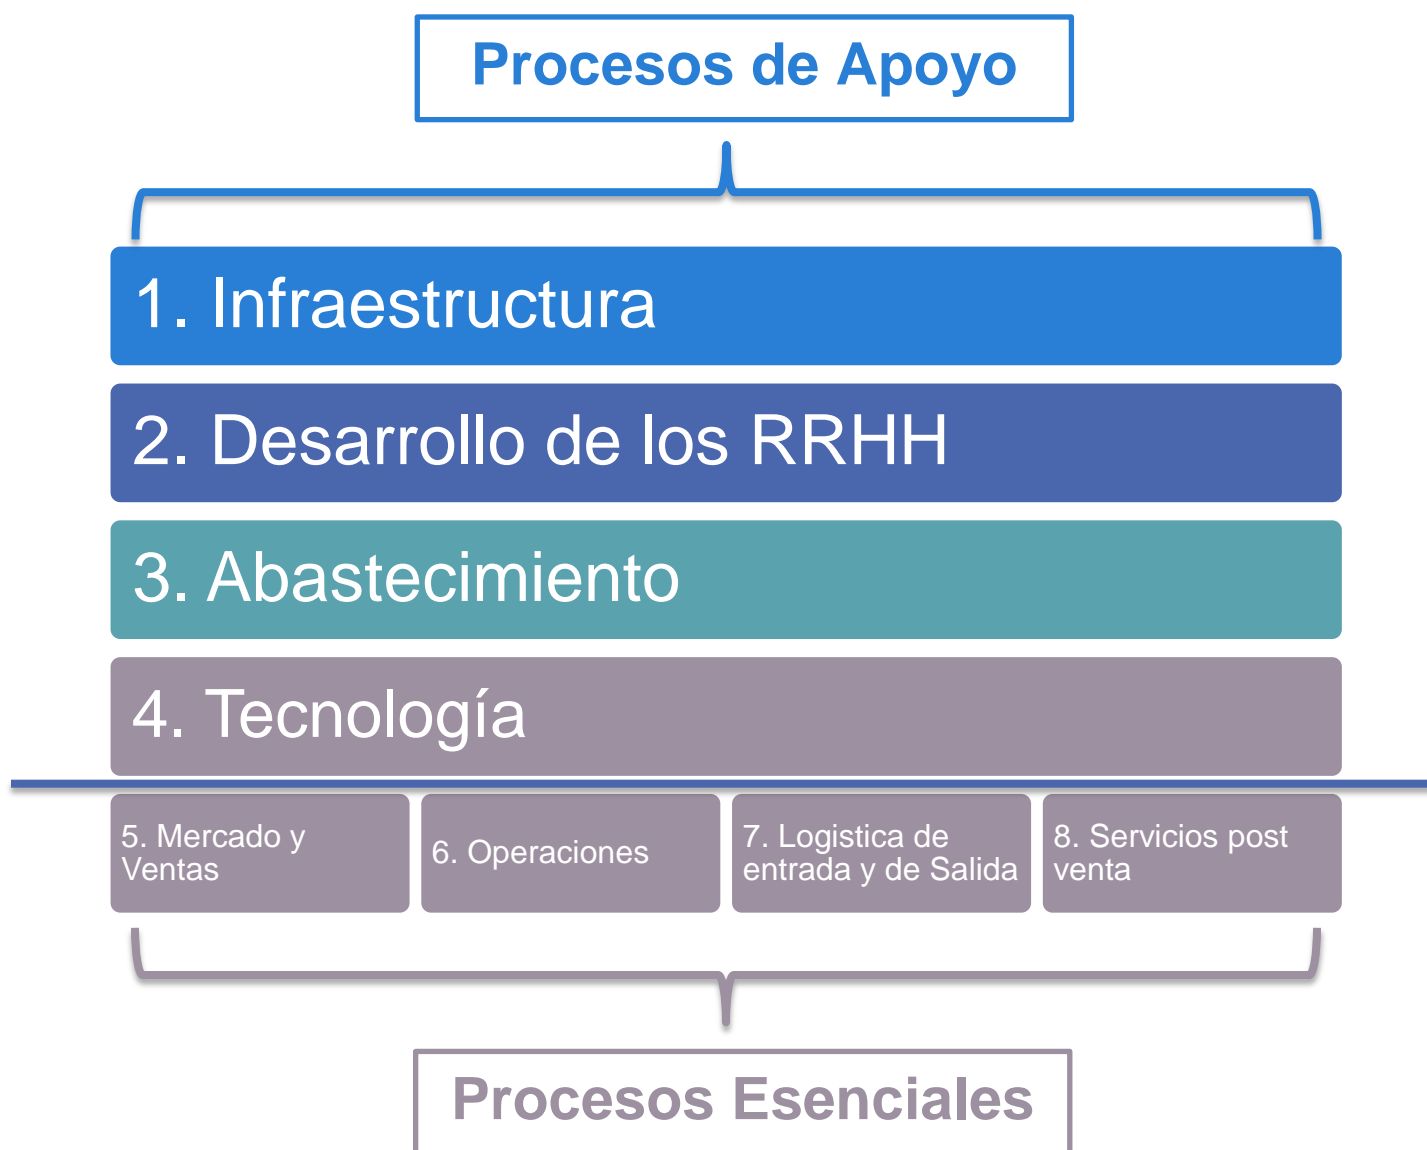 Procesos de Apoyo
1. Infraestructura
2. Desarrollo de los RRHH
3. Abastecimiento
4. Tecnología
5. Mercado y
Ventas
6. Operaciones
7. Logistica de
entrada y de Salida
8. Servicios post
venta
Procesos Esenciales